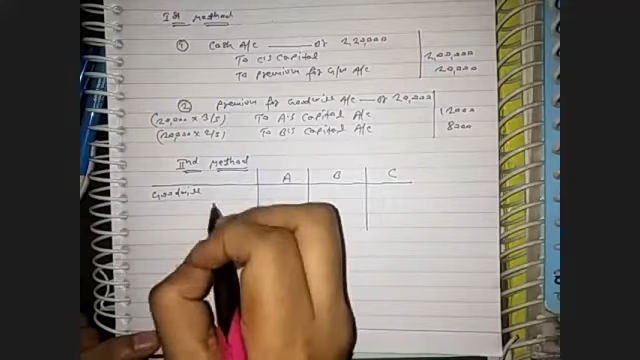 Ist Method
① Cash A/c —— Dr 2,20,000
To C's Capital 2,00,000
To Premium for G/w A/c 20,000
② Premium for Goodwill A/c — Dr 20,000
(20,000 x 3/5) To A's Capital A/c 12000
(20,000 x 2/5) To B's Capital A/c 8000
IInd Method
A B C
Goodwill